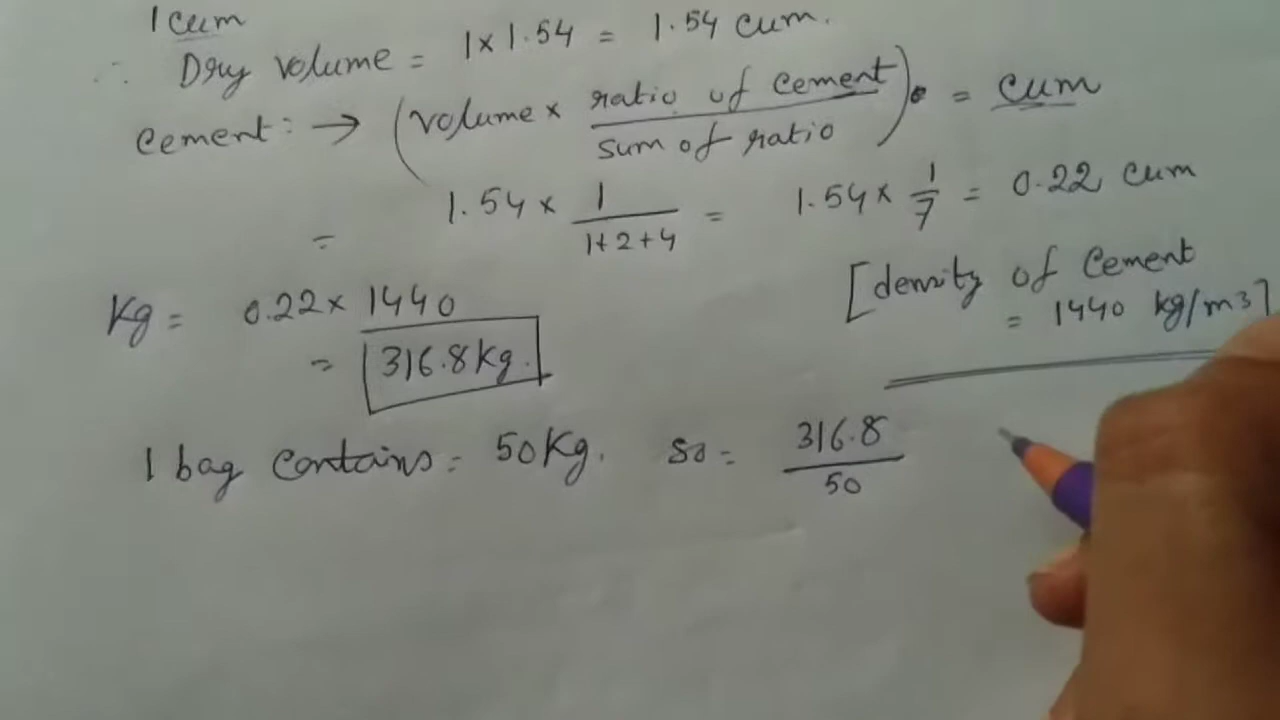 1 cum
∴ Dry volume = 1 × 1.54 = 1.54 cum.
Cement: → (volume × ratio of cement / sum of ratio). = cum
= 1.54 × 1 / 1+2+4 = 1.54 × 1/7 = 0.22 cum
[density of Cement
= 1440 kg/m3]
Kg = 0.22 × 1440
= 316.8 Kg.
1 bag Contains = 50 Kg. so = 316.8 / 50